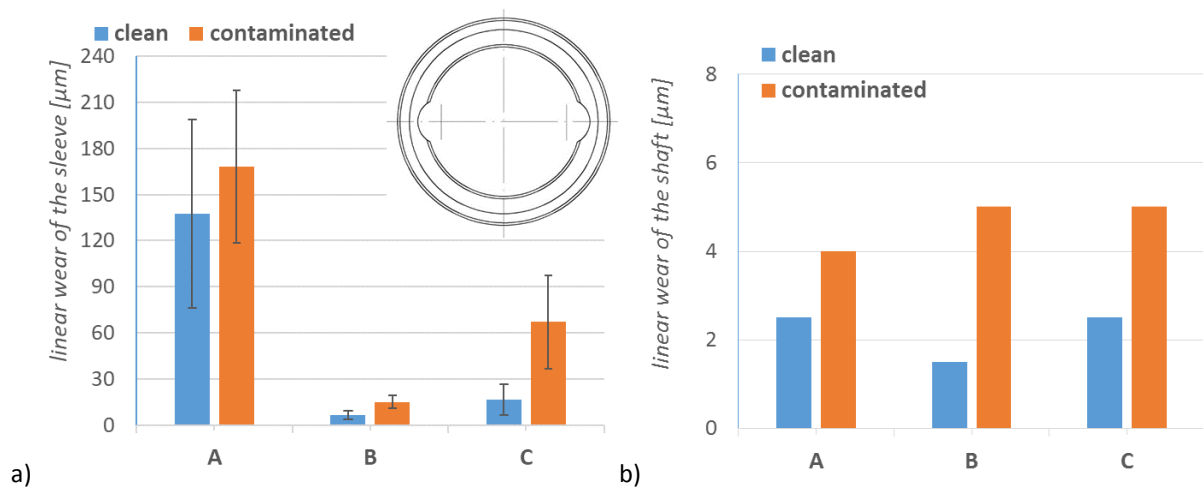 clean contaminated
240
210
180
150
120
90
60
30
0
linear wear of the sleeve [µm]
A B C
a)
clean
contaminated
8
6
4
2
0
linear wear of the shaft [µm]
A B C
b)